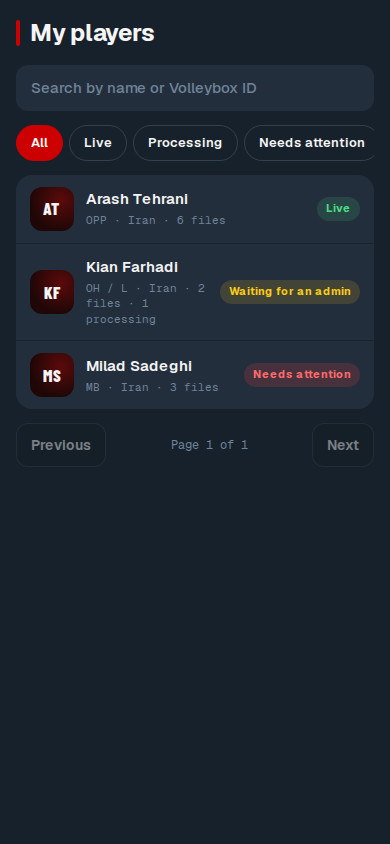 My players
Search by name or Volleybox ID
All
Live
Processing
Needs attention
AT
Arash Tehrani
OPP · Iran · 6 files
Live
KF
Kian Farhadi
OH / L · Iran · 2
files · 1
processing
Waiting for an admin
MS
Milad Sadeghi
MB · Iran · 3 files
Needs attention
Previous
Page 1 of 1
Next